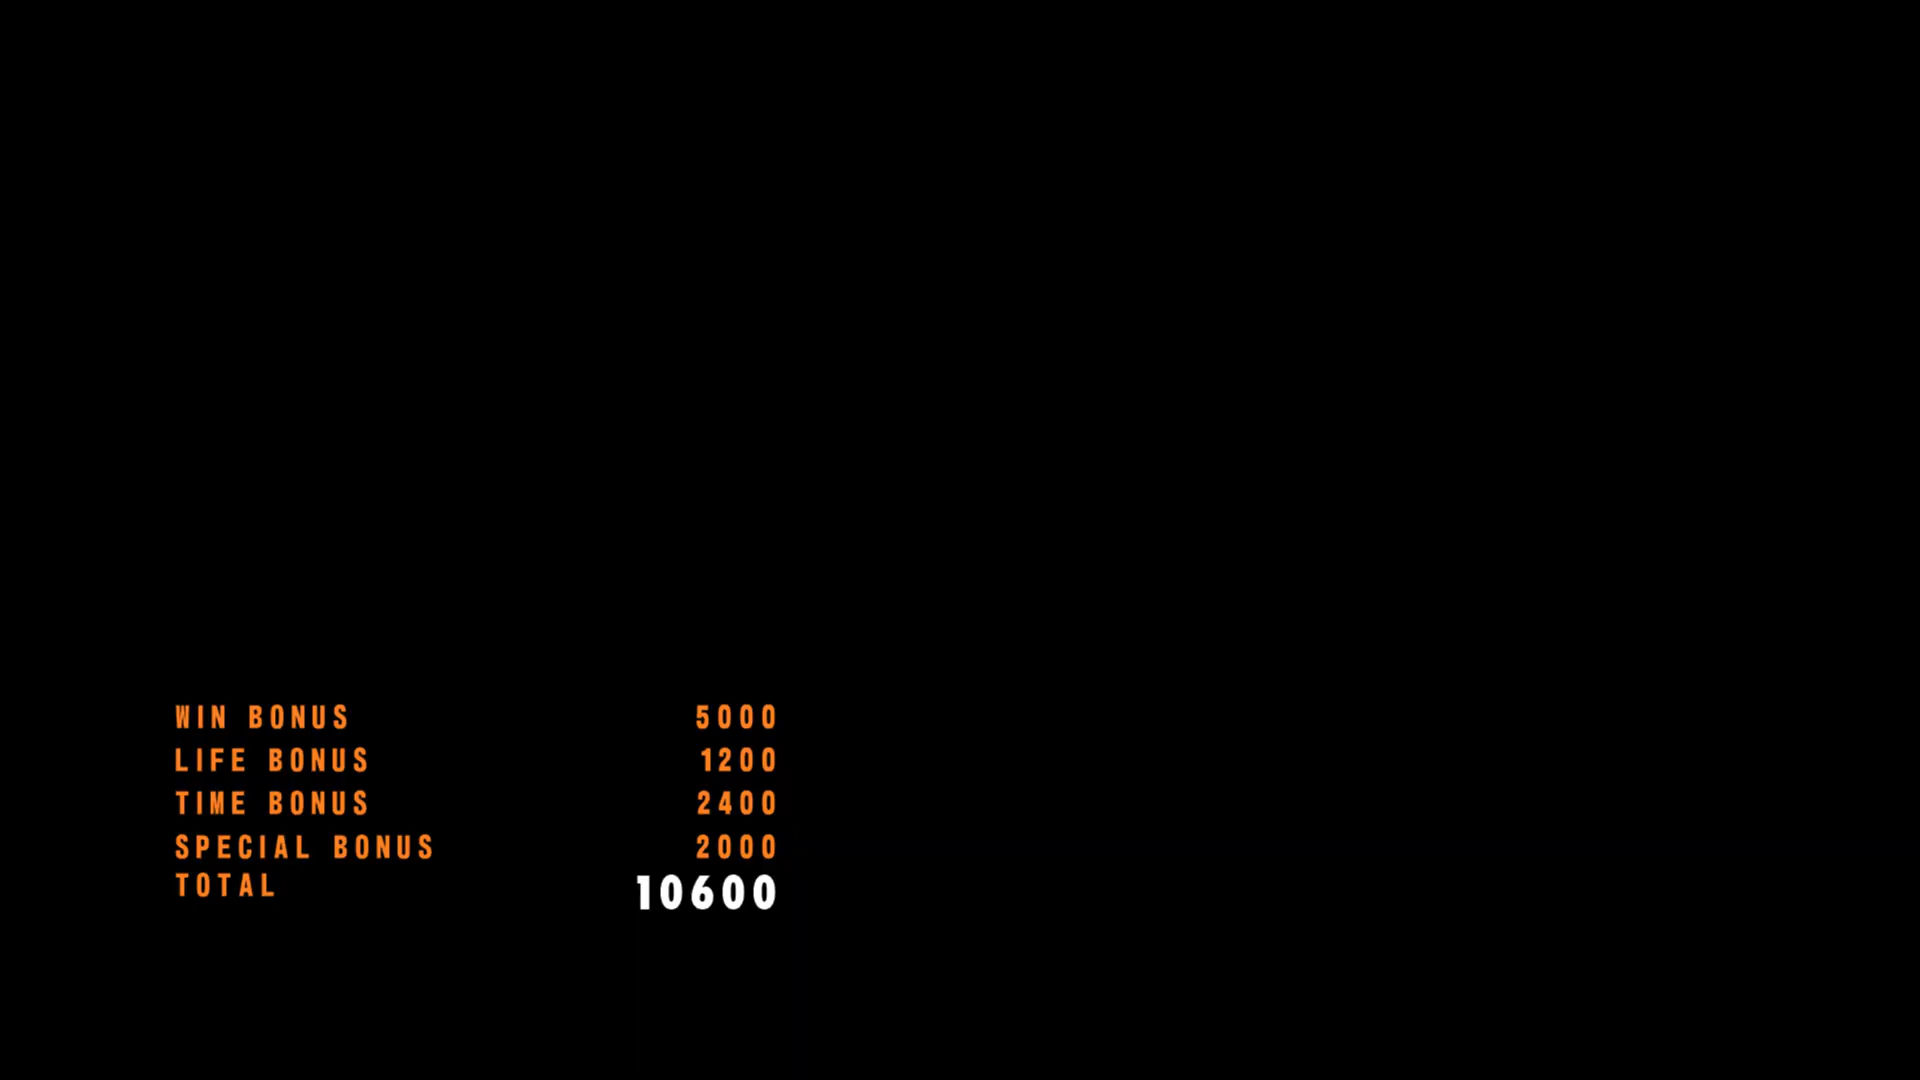 WIN BONUS 5000
LIFE BONUS 1200
TIME BONUS 2400
SPECIAL BONUS 2000
TOTAL 10600